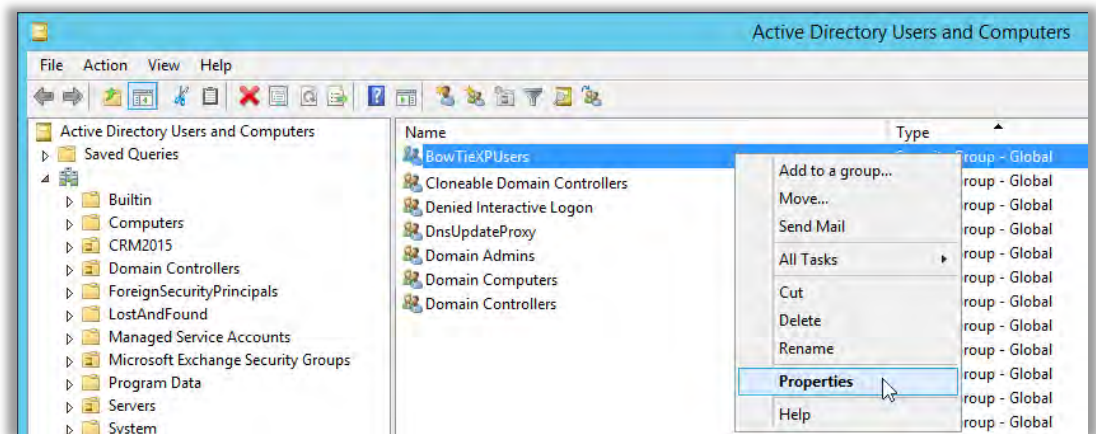 Active Directory Users and Computers
File Action View Help
Active Directory Users and Computers
Saved Queries
Builtin
Computers
CRM2015
Domain Controllers
ForeignSecurityPrincipals
LostAndFound
Managed Service Accounts
Microsoft Exchange Security Groups
Program Data
Servers
System
Name Type
BowTieXPUsers Group - Global
Cloneable Domain Controllers roup - Global
Denied Interactive Logon roup - Global
DnsUpdateProxy roup - Global
Domain Admins roup - Global
Domain Computers roup - Global
Domain Controllers roup - Global
roup - Global
roup - Global
roup - Global
roup - Global
Add to a group...
Move...
Send Mail
All Tasks
Cut
Delete
Rename
Properties
Help